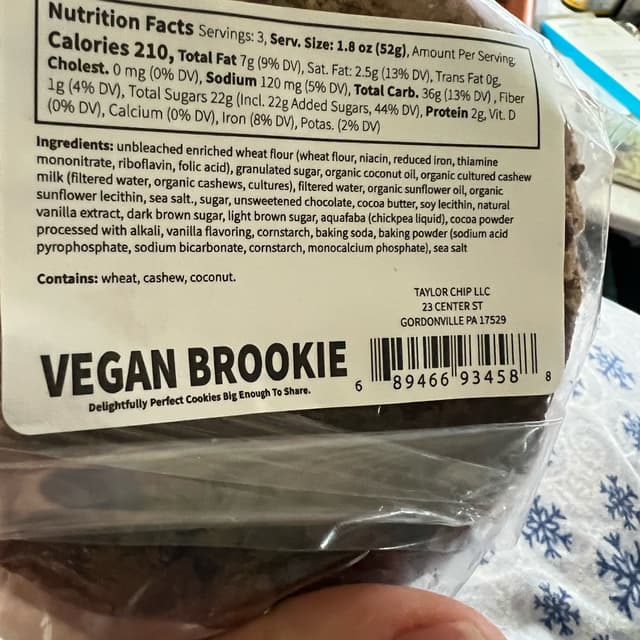 Nutrition Facts Servings: 3, Serv. Size: 1.8 oz (52g), Amount Per Serving:
Calories 210, Total Fat 7g (9% DV), Sat. Fat: 2.5g (13% DV), Trans Fat 0g,
Cholest. 0 mg (0% DV), Sodium 120 mg (5% DV), Total Carb. 36g (13% DV) , Fiber
1g (4% DV), Total Sugars 22g (Incl. 22g Added Sugars, 44% DV), Protein 2g, Vit. D
(0% DV), Calcium (0% DV), Iron (8% DV), Potas. (2% DV)
Ingredients: unbleached enriched wheat flour (wheat flour, niacin, reduced iron, thiamine
mononitrate, riboflavin, folic acid), granulated sugar, organic coconut oil, organic cultured cashew
milk (filtered water, organic cashews, cultures), filtered water, organic sunflower oil, organic
sunflower lecithin, sea salt., sugar, unsweetened chocolate, cocoa butter, soy lecithin, natural
vanilla extract, dark brown sugar, light brown sugar, aquafaba (chickpea liquid), cocoa powder
processed with alkali, vanilla flavoring, cornstarch, baking soda, baking powder (sodium acid
pyrophosphate, sodium bicarbonate, cornstarch, monocalcium phosphate), sea salt
Contains: wheat, cashew, coconut.
TAYLOR CHIP LLC
23 CENTER ST
GORDONVILLE PA 17529
VEGAN BROOKIE
Delightfully Perfect Cookies Big Enough To Share.
6 89466 93458 8